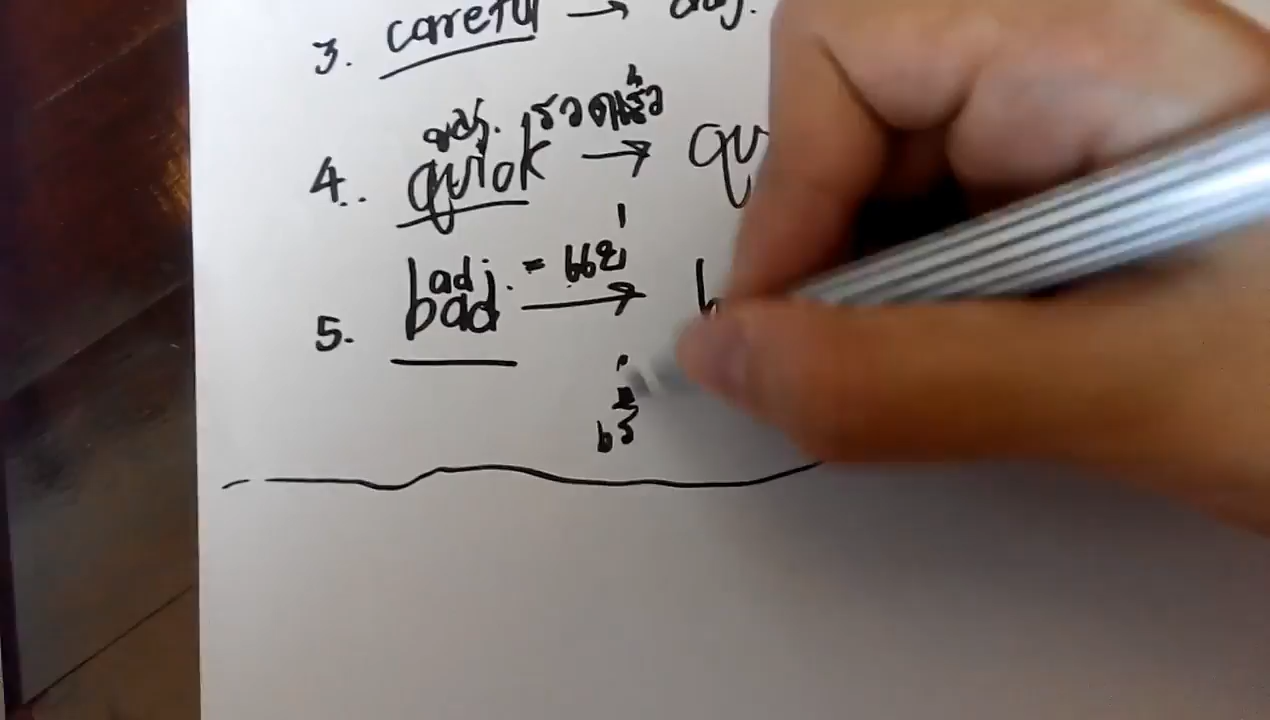 3. careful → adj.
รวดเร็ว
4. quick → qu
adj. = แย่
5. bad → b